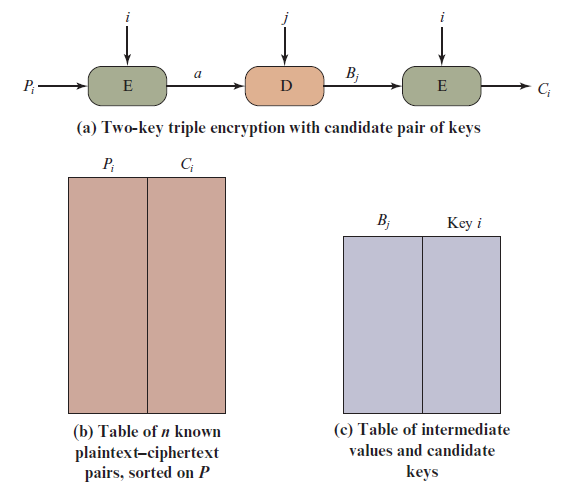 i j i
P_i E a D B_j E C_i
(a) Two-key triple encryption with candidate pair of keys
P_i C_i
B_j Key i
(b) Table of n known
plaintext–ciphertext
pairs, sorted on P
(c) Table of intermediate
values and candidate
keys